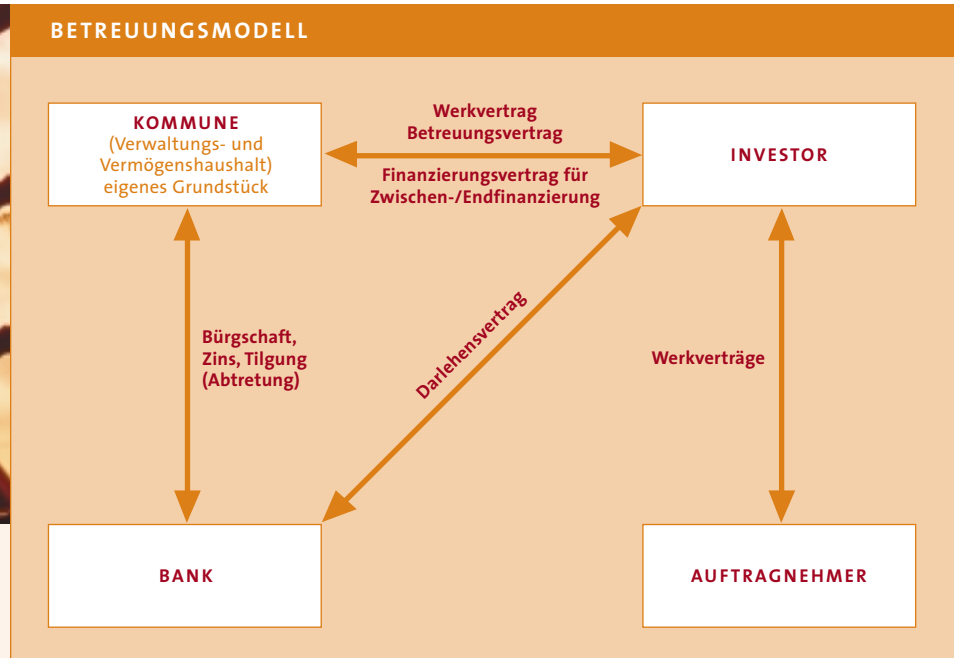 BETREUUNGSMODELL
KOMMUNE
(Verwaltungs- und
Vermögenshaushalt)
eigenes Grundstück
Werkvertrag
Betreuungsvertrag
Finanzierungsvertrag für
Zwischen-/Endfinanzierung
INVESTOR
Bürgschaft,
Zins, Tilgung
(Abtretung)
Darlehensvertrag
Werkverträge
BANK
AUFTRAGNEHMER